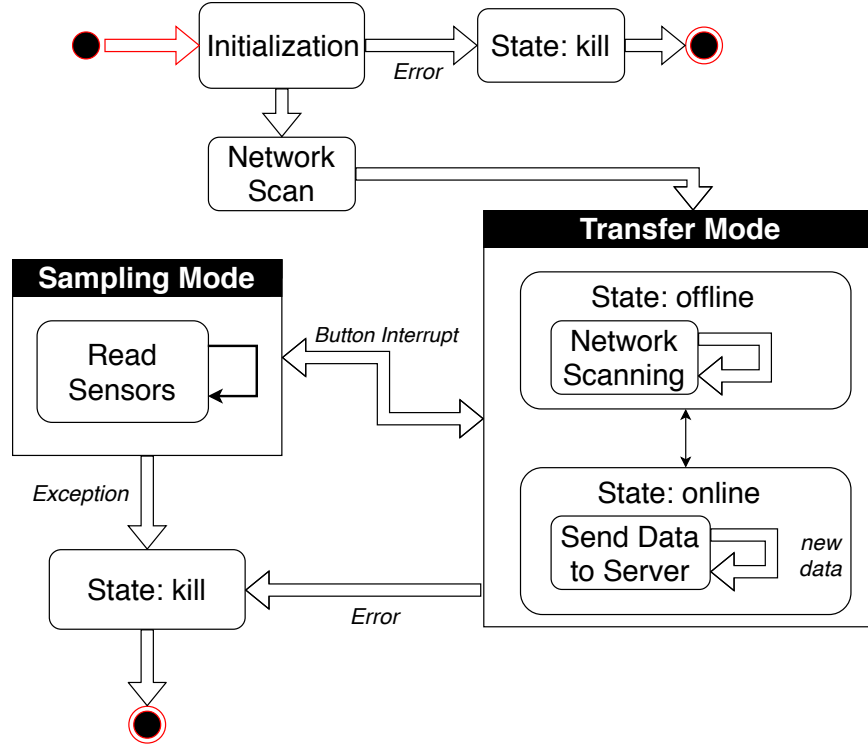 Initialization
Error
State: kill
Network
Scan
Transfer Mode
Sampling Mode
State: offline
Read
Sensors
Button Interrupt
Network
Scanning
Exception
State: online
Send Data
to Server
new
data
State: kill
Error